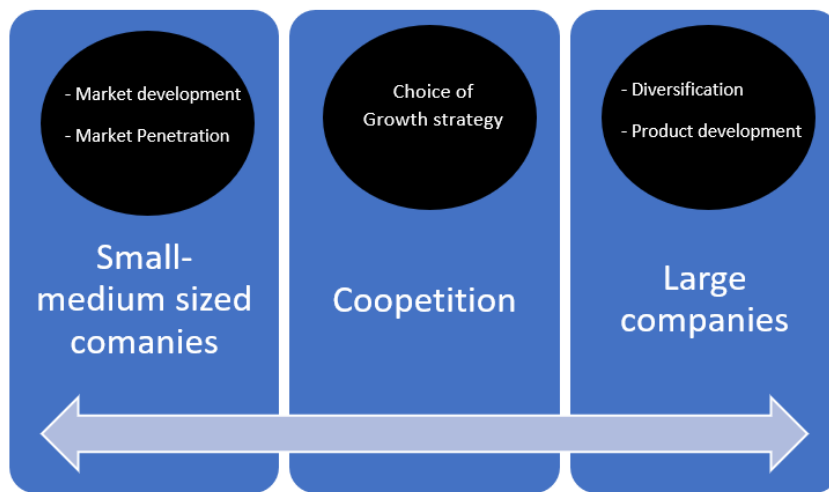 - Market development
- Market Penetration
Small-
medium sized
comanies
Choice of
Growth strategy
Coopetition
- Diversification
- Product development
Large
companies